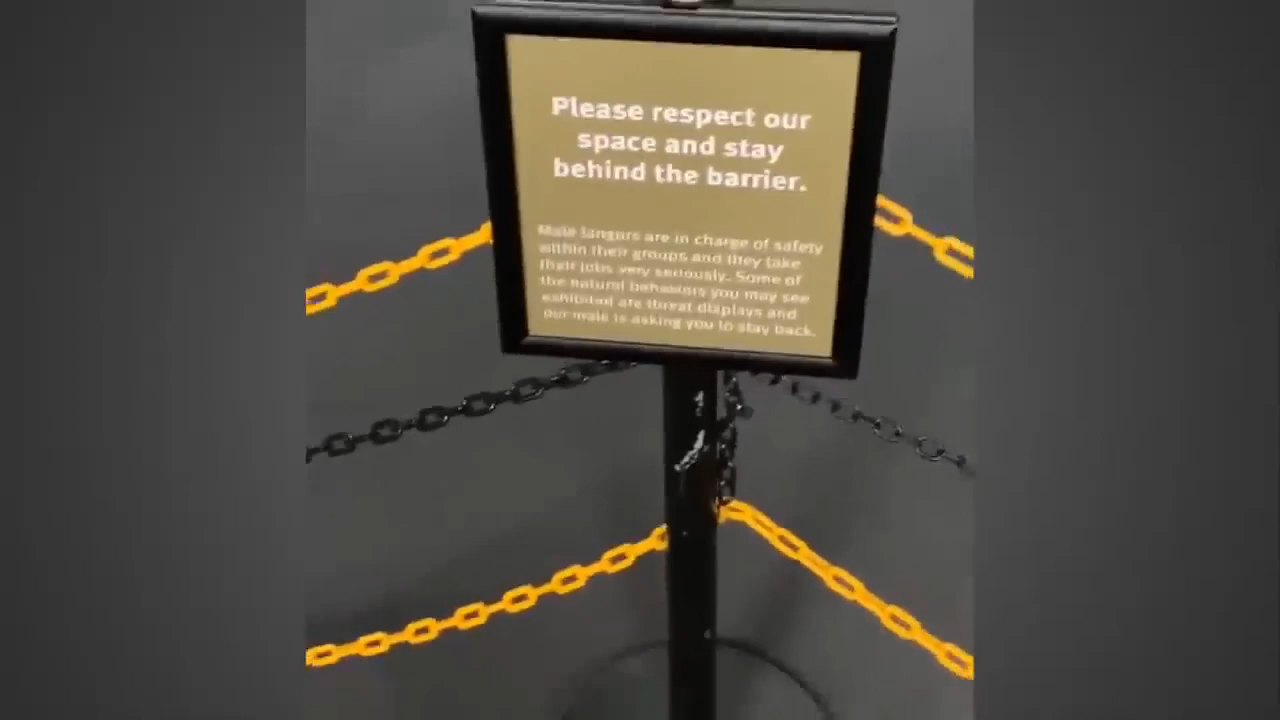 Please respect our
space and stay
behind the barrier.
Male langurs are in charge of safety
within their groups and they take
their jobs very seriously. Some of
the natural behaviors you may see
exhibited are threat displays and
our male is asking you to stay back.